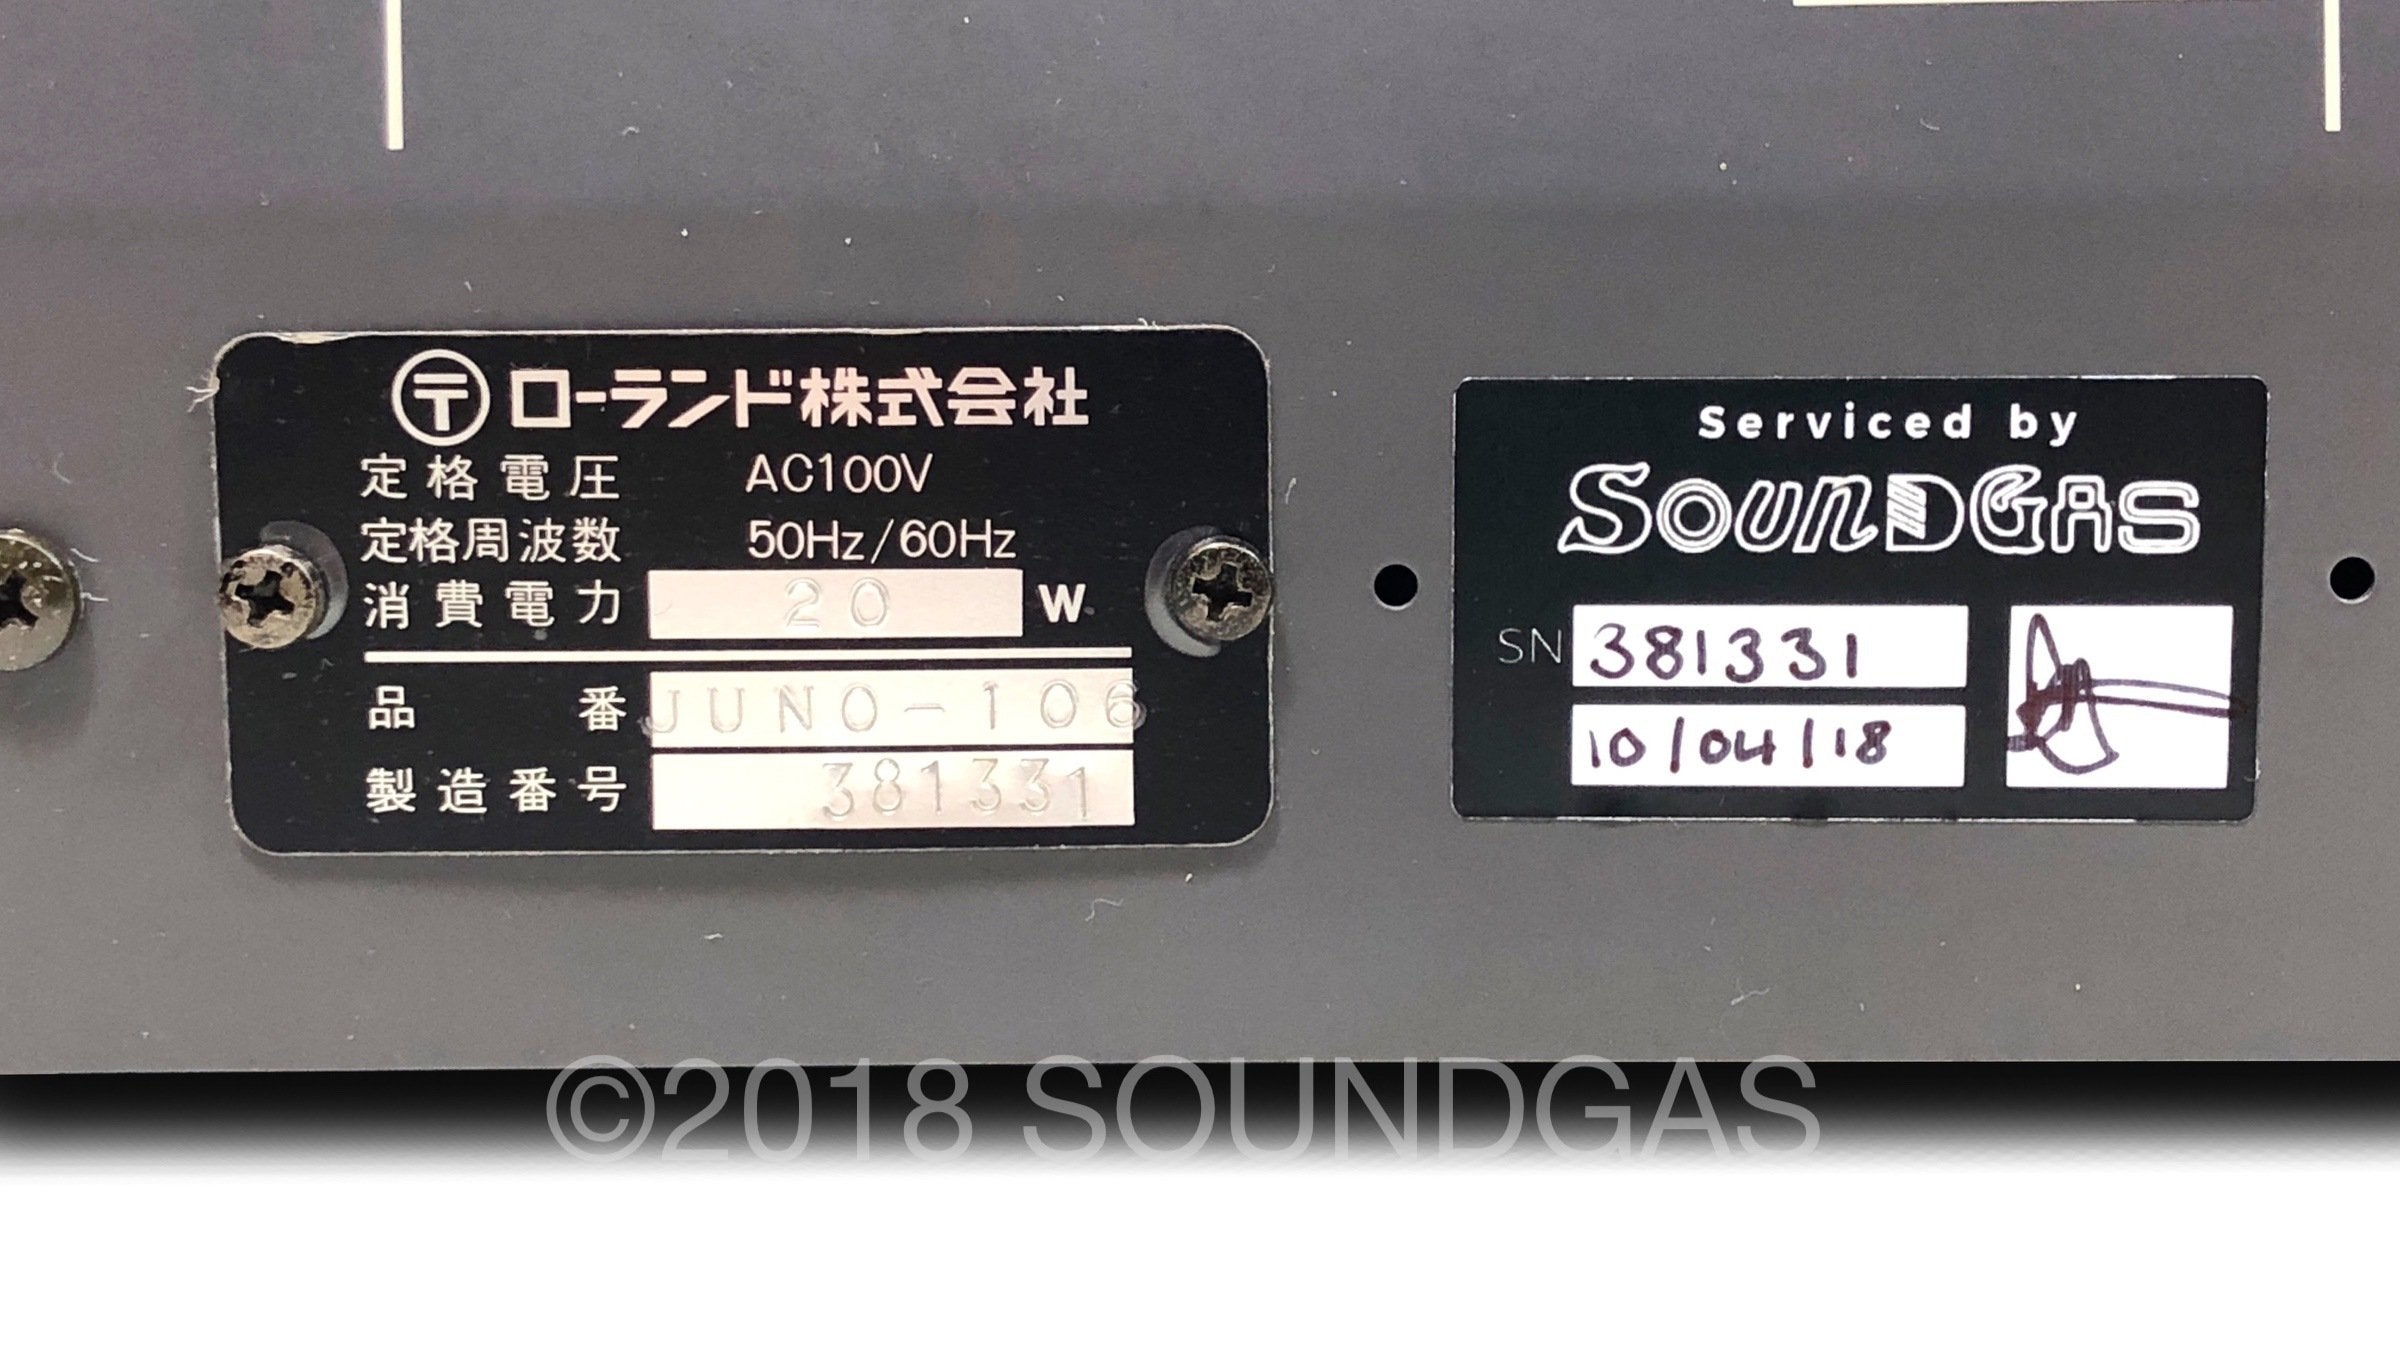 〒 ローランド株式会社
定格電圧 AC100V
定格周波数 50Hz/60Hz
消費電力 20 W
品番 JUNO-106
製造番号 381331
Serviced by
SOUNDGAS
SN 381331
10/04/18
©2018 SOUNDGAS